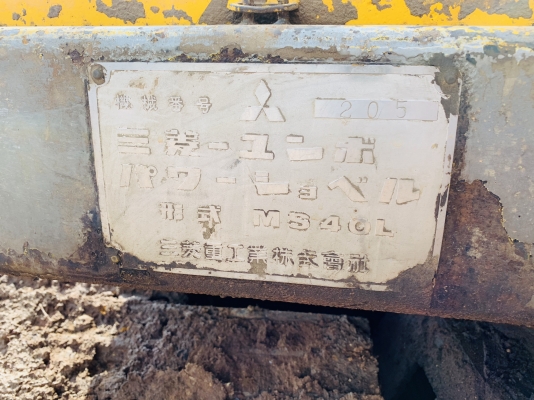 機械番号 205
三菱-ユンボ
パワーショベル
形式 MS40L
三菱重工業株式會社